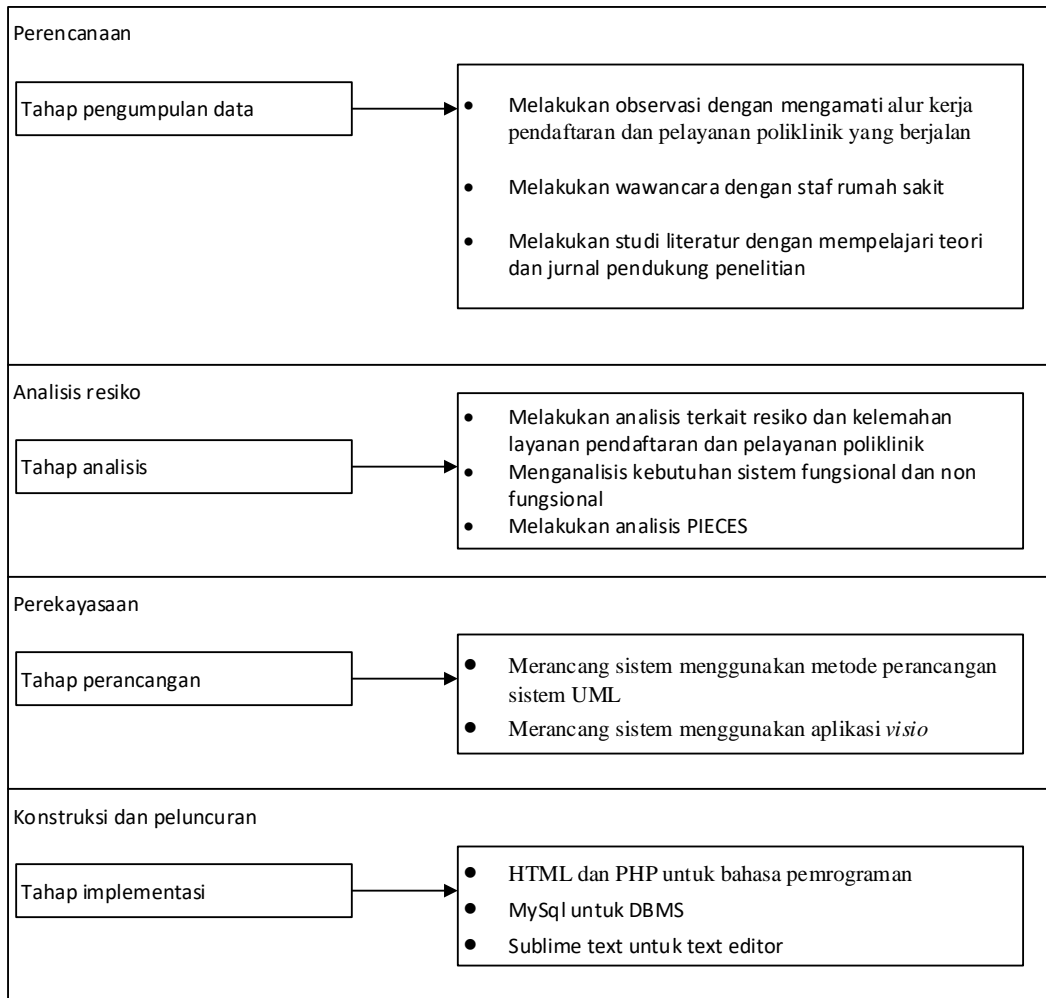 Perencanaan
Tahap pengumpulan data
• Melakukan observasi dengan mengamati alur kerja
pendaftaran dan pelayanan poliklinik yang berjalan
• Melakukan wawancara dengan staf rumah sakit
• Melakukan studi literatur dengan mempelajari teori
dan jurnal pendukung penelitian
Analisis resiko
Tahap analisis
• Melakukan analisis terkait resiko dan kelemahan
layanan pendaftaran dan pelayanan poliklinik
• Menganalisis kebutuhan sistem fungsional dan non
fungsional
• Melakukan analisis PIECES
Perekayasaan
Tahap perancangan
• Merancang sistem menggunakan metode perancangan
sistem UML
• Merancang sistem menggunakan aplikasi visio
Konstruksi dan peluncuran
Tahap implementasi
• HTML dan PHP untuk bahasa pemrograman
• MySql untuk DBMS
• Sublime text untuk text editor